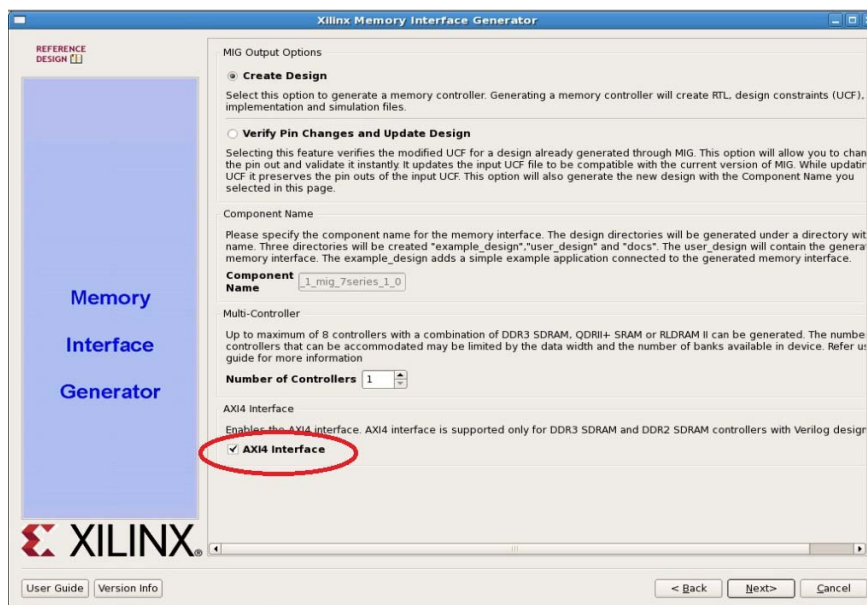 Xilinx Memory Interface Generator
REFERENCE
DESIGN
Memory
Interface
Generator
XILINX®
MIG Output Options
Create Design
Select this option to generate a memory controller. Generating a memory controller will create RTL, design constraints (UCF),
implementation and simulation files.
Verify Pin Changes and Update Design
Selecting this feature verifies the modified UCF for a design already generated through MIG. This option will allow you to chan
the pin out and validate it instantly. It updates the input UCF file to be compatible with the current version of MIG. While updatin
UCF it preserves the pin outs of the input UCF. This option will also generate the new design with the Component Name you
selected in this page.
Component Name
Please specify the component name for the memory interface. The design directories will be generated under a directory wit
name. Three directories will be created "example_design","user_design" and "docs". The user_design will contain the genera
memory interface. The example_design adds a simple example application connected to the generated memory interface.
Component
Name
_1_mig_7series_1_0
Multi-Controller
Up to maximum of 8 controllers with a combination of DDR3 SDRAM, QDRII+ SRAM or RLDRAM II can be generated. The numbe
controllers that can be accommodated may be limited by the data width and the number of banks available in device. Refer us
guide for more information
Number of Controllers 1
AXI4 Interface
Enables the AXI4 interface. AXI4 interface is supported only for DDR3 SDRAM and DDR2 SDRAM controllers with Verilog design
AXI4 Interface
User Guide Version Info < Back Next> Cancel